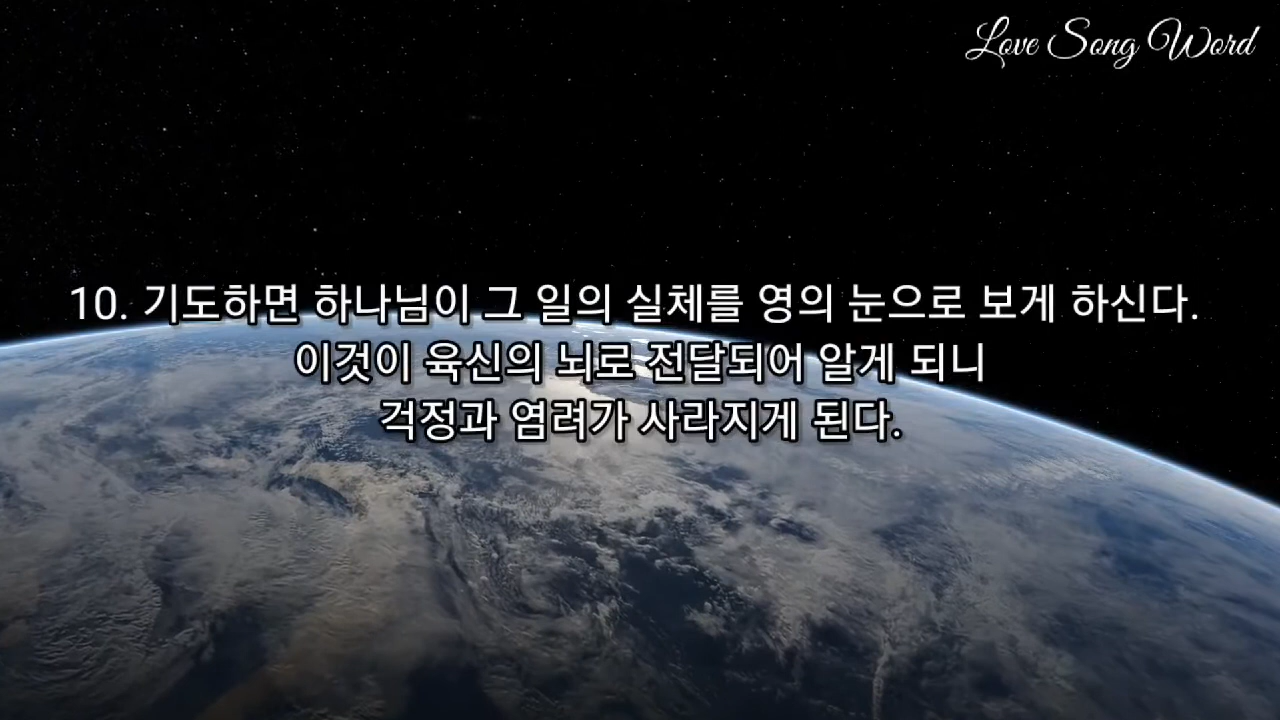 Love Song Word
10. 기도하면 하나님이 그 일의 실체를 영의 눈으로 보게 하신다.
이것이 육신의 뇌로 전달되어 알게 되니
걱정과 염려가 사라지게 된다.